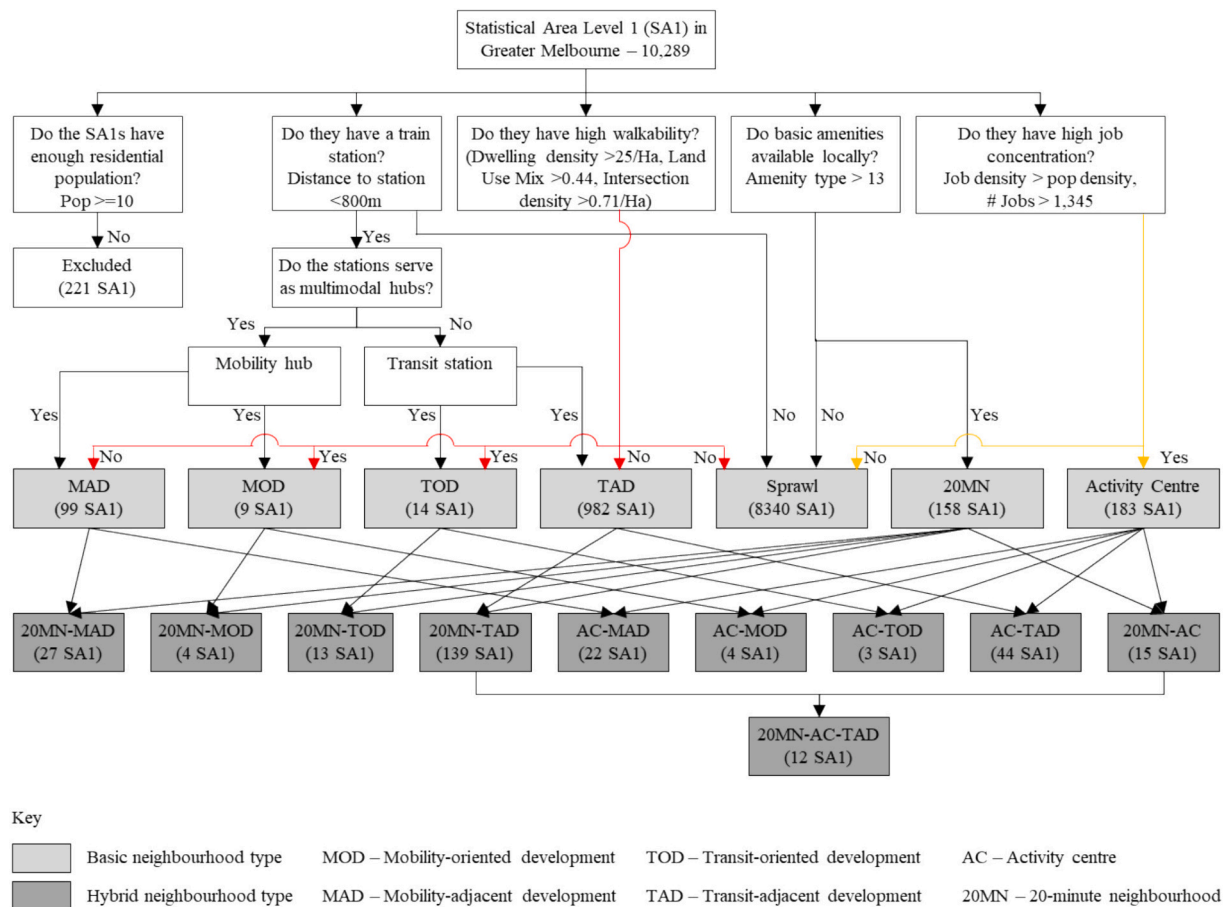 Statistical Area Level 1 (SA1) in
Greater Melbourne – 10,289
Do the SA1s have
enough residential
population?
Pop >=10
Do they have a train
station?
Distance to station
<800m
Do they have high walkability?
(Dwelling density >25/Ha, Land
Use Mix >0.44, Intersection
density >0.71/Ha)
Do basic amenities
available locally?
Amenity type > 13
Do they have high job
concentration?
Job density > pop density,
# Jobs > 1,345
No
Yes
Excluded
(221 SA1)
Do the stations serve
as multimodal hubs?
Yes
No
Mobility hub
Transit station
Yes
Yes
Yes
Yes
No
No
Yes
No
Yes
Yes
No
No
No
Yes
MAD
(99 SA1)
MOD
(9 SA1)
TOD
(14 SA1)
TAD
(982 SA1)
Sprawl
(8340 SA1)
20MN
(158 SA1)
Activity Centre
(183 SA1)
20MN-MAD
(27 SA1)
20MN-MOD
(4 SA1)
20MN-TOD
(13 SA1)
20MN-TAD
(139 SA1)
AC-MAD
(22 SA1)
AC-MOD
(4 SA1)
AC-TOD
(3 SA1)
AC-TAD
(44 SA1)
20MN-AC
(15 SA1)
20MN-AC-TAD
(12 SA1)
Key
Basic neighbourhood type
MOD – Mobility-oriented development
TOD – Transit-oriented development
AC – Activity centre
Hybrid neighbourhood type
MAD – Mobility-adjacent development
TAD – Transit-adjacent development
20MN – 20-minute neighbourhood